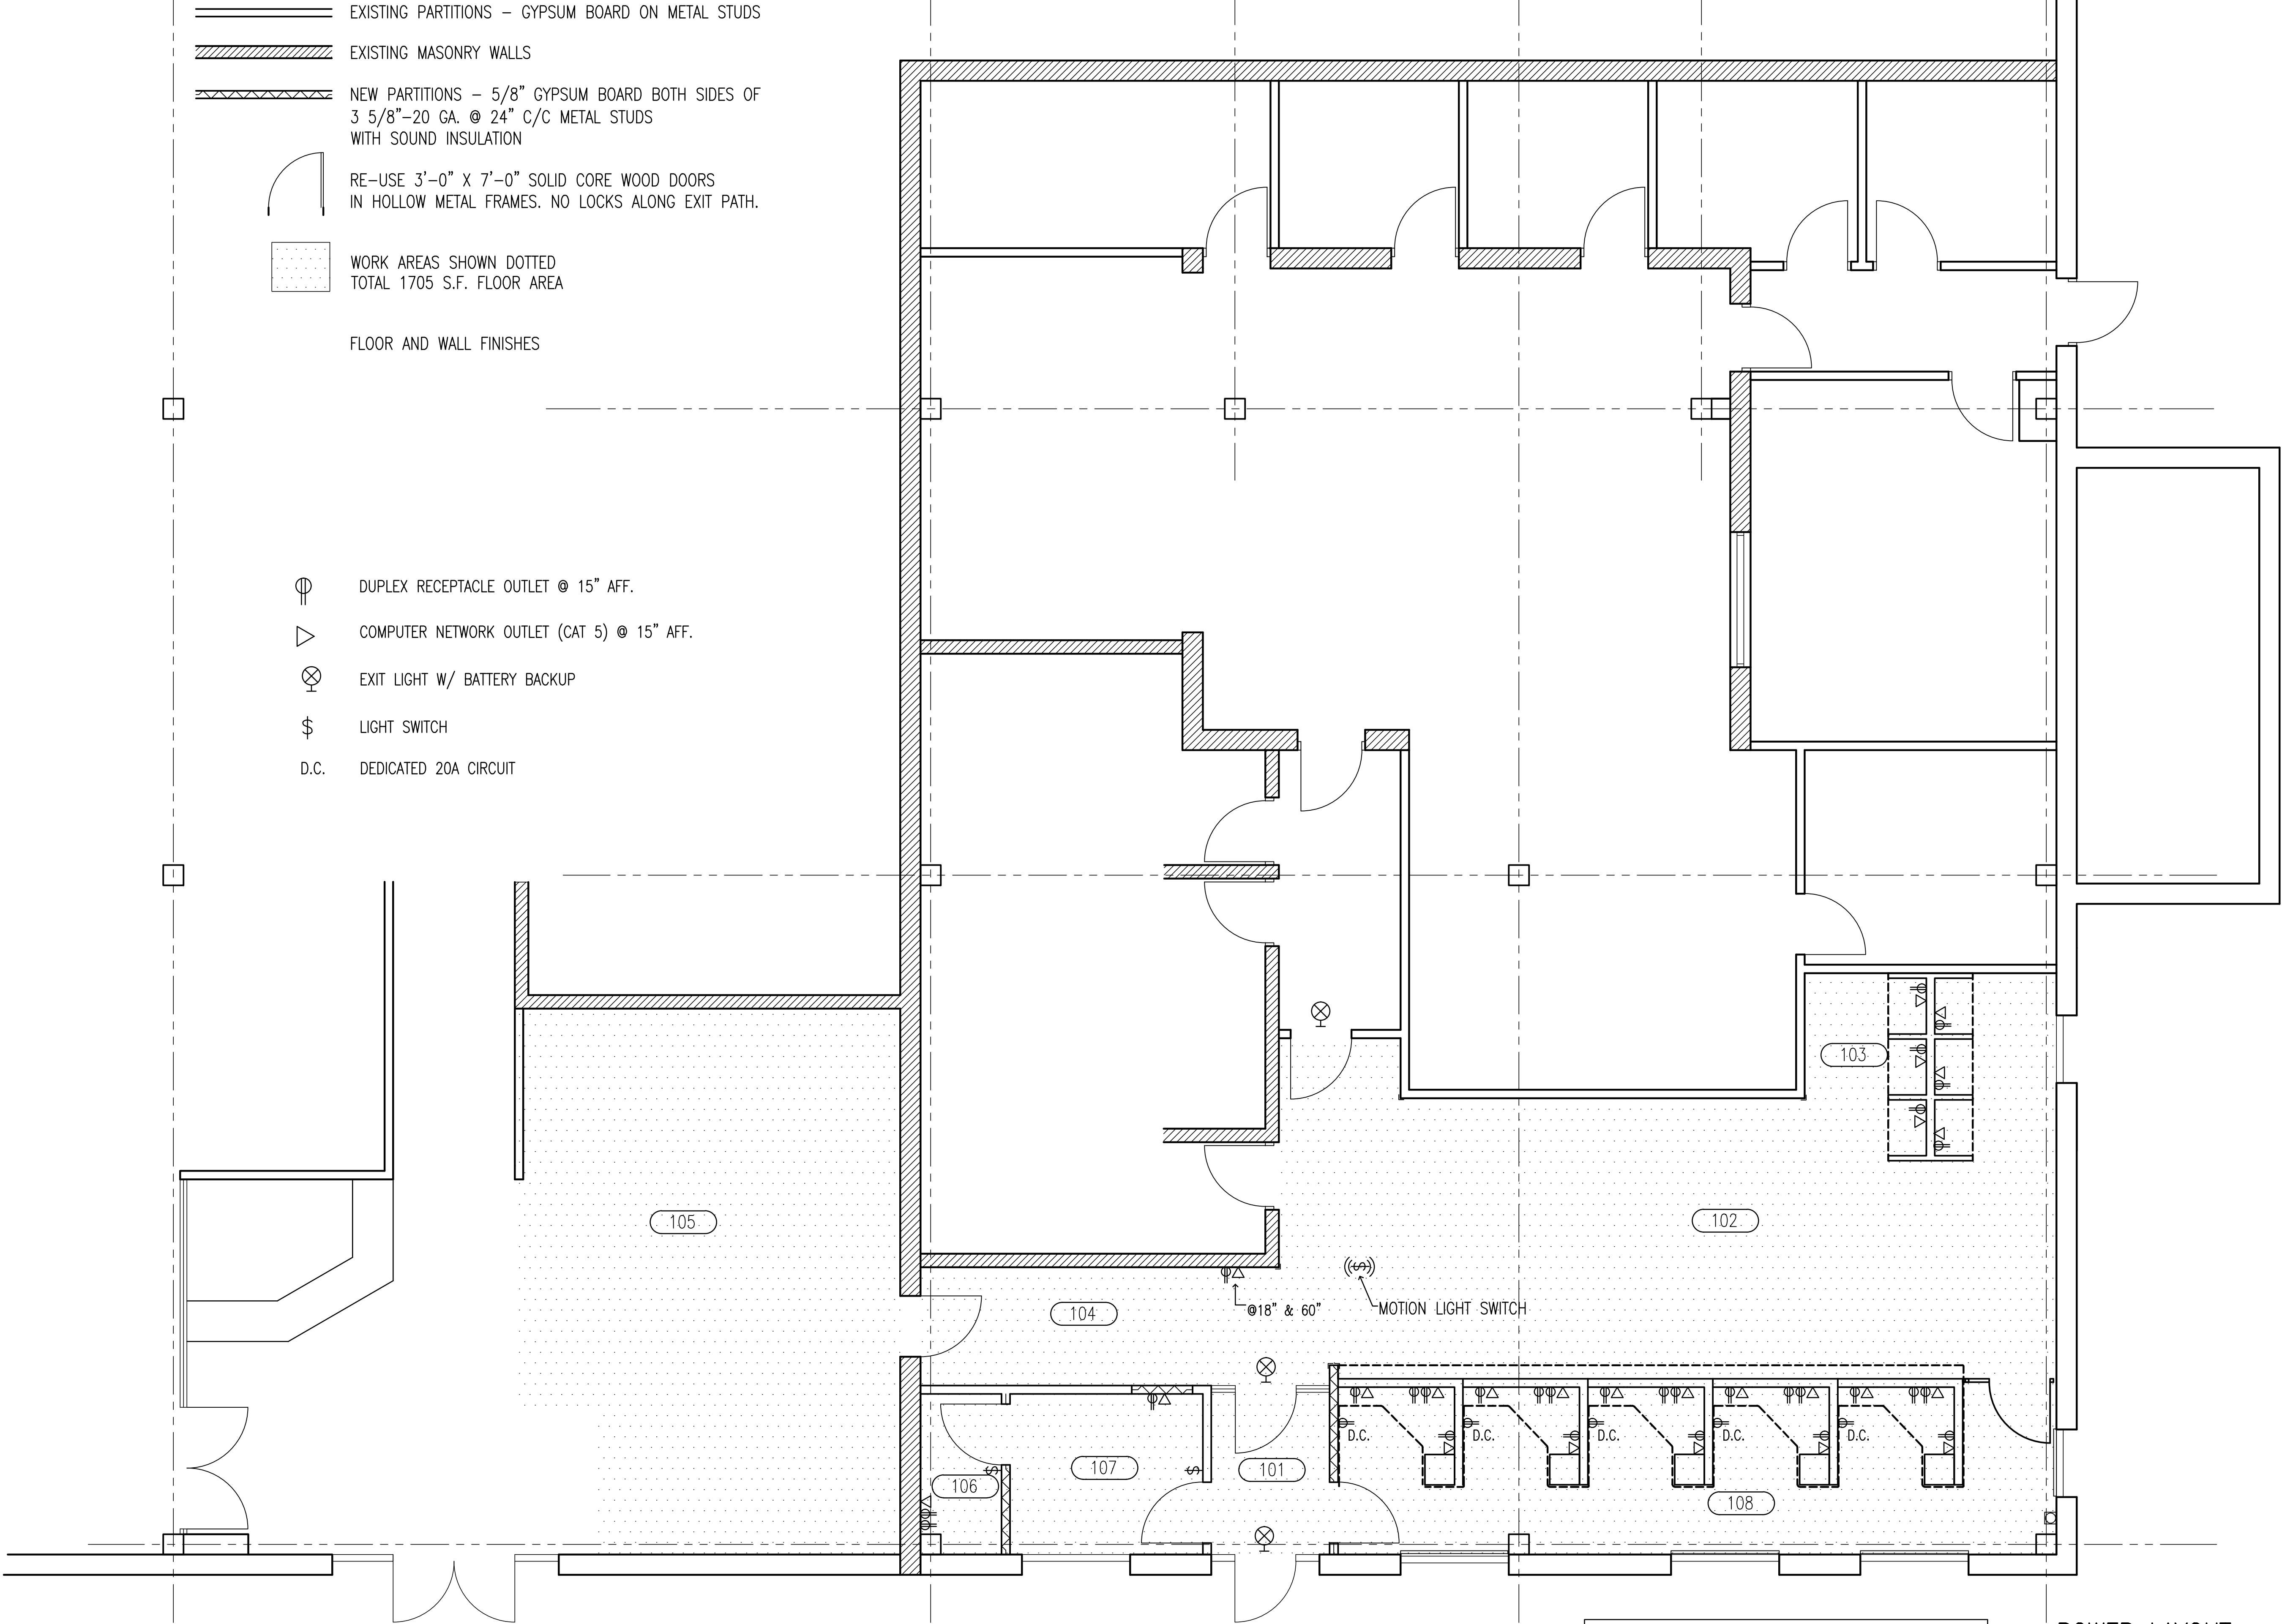 EXISTING PARTITIONS – GYPSUM BOARD ON METAL STUDS
EXISTING MASONRY WALLS
NEW PARTITIONS – 5/8" GYPSUM BOARD BOTH SIDES OF
3 5/8"–20 GA. @ 24" C/C METAL STUDS
WITH SOUND INSULATION
RE–USE 3'–0" X 7'–0" SOLID CORE WOOD DOORS
IN HOLLOW METAL FRAMES. NO LOCKS ALONG EXIT PATH.
WORK AREAS SHOWN DOTTED
TOTAL 1705 S.F. FLOOR AREA
FLOOR AND WALL FINISHES
DUPLEX RECEPTACLE OUTLET @ 15" AFF.
COMPUTER NETWORK OUTLET (CAT 5) @ 15" AFF.
EXIT LIGHT W/ BATTERY BACKUP
$ LIGHT SWITCH
D.C. DEDICATED 20A CIRCUIT
103
105
102
@18" & 60"
MOTION LIGHT SWITCH
104
D.C.
D.C.
D.C.
D.C.
D.C.
107
101
106
108
POWER LAYOUT